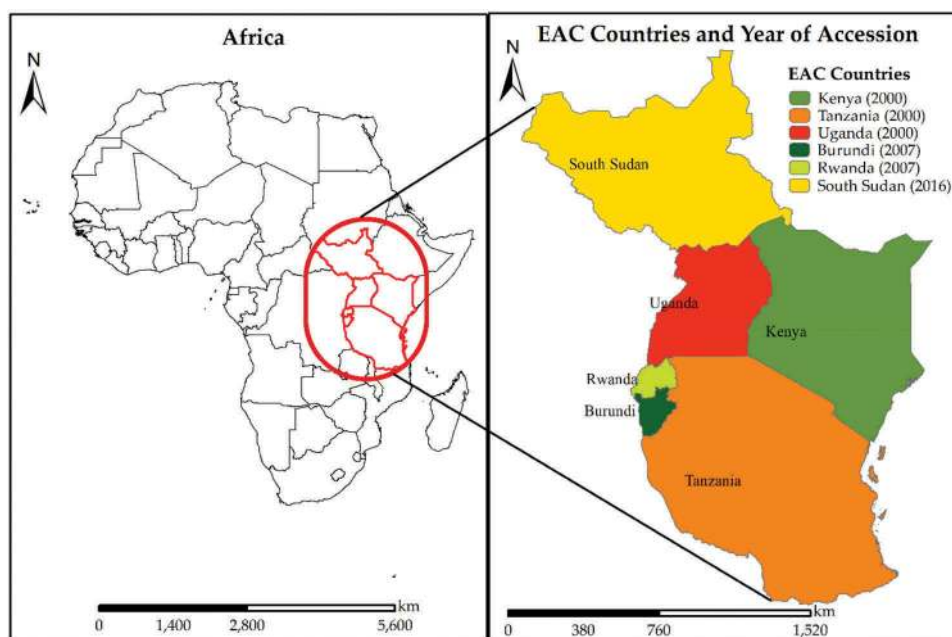 Africa
N
km
0 1,400 2,800 5,600
EAC Countries and Year of Accession
N
EAC Countries
Kenya (2000)
Tanzania (2000)
Uganda (2000)
Burundi (2007)
Rwanda (2007)
South Sudan (2016)
South Sudan
Uganda
Kenya
Rwanda
Burundi
Tanzania
km
0 380 760 1,520